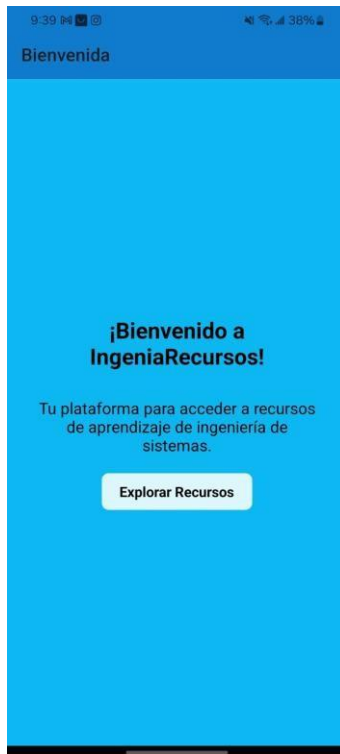 9:39 38%
Bienvenida
¡Bienvenido a
IngeniaRecursos!
Tu plataforma para acceder a recursos
de aprendizaje de ingeniería de
sistemas.
Explorar Recursos